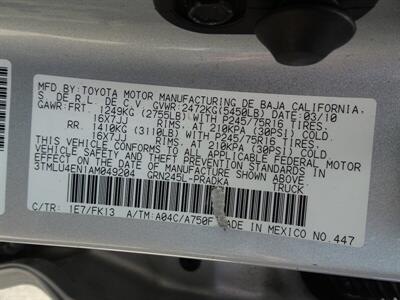 MFD.BY:TOYOTA MOTOR MANUFACTURING DE BAJA CALIFORNIA,
S. DE R.L. DE C.V. GVWR:2472KG(5450LB) DATE:03/10
GAWR:FRT. 1249KG (2755LB)WITH P245/75R16 TIRES,
16X7JJ RIMS, AT 210KPA (30PSI) COLD.
RR. 1410KG (3110LB)WITH P245/75R16 TIRES,
16X7JJ RIMS, AT 210KPA (30PSI) COLD.
THIS VEHICLE CONFORMS TO ALL APPLICABLE FEDERAL MOTOR
VEHICLE SAFETY AND THEFT PREVENTION STANDARDS IN
EFFECT ON THE DATE OF MANUFACTURE SHOWN ABOVE.
3TMLU4EN1AM049204 GRN245L-PRADKA TRUCK
C/TR: 1E7/FK13 A/TM:A04C/A750F MADE IN MEXICO NO.447